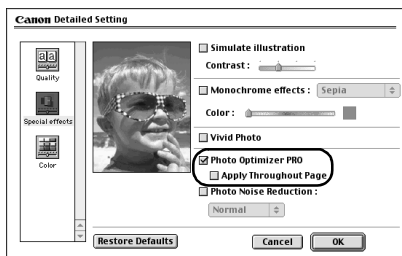 Canon Detailed Setting
aa
Quality
Special effects
Color
Simulate illustration
Contrast :
Monochrome effects : Sepia
Color :
Vivid Photo
Photo Optimizer PRO
Apply Throughout Page
Photo Noise Reduction :
Normal
Restore Defaults
Cancel
OK